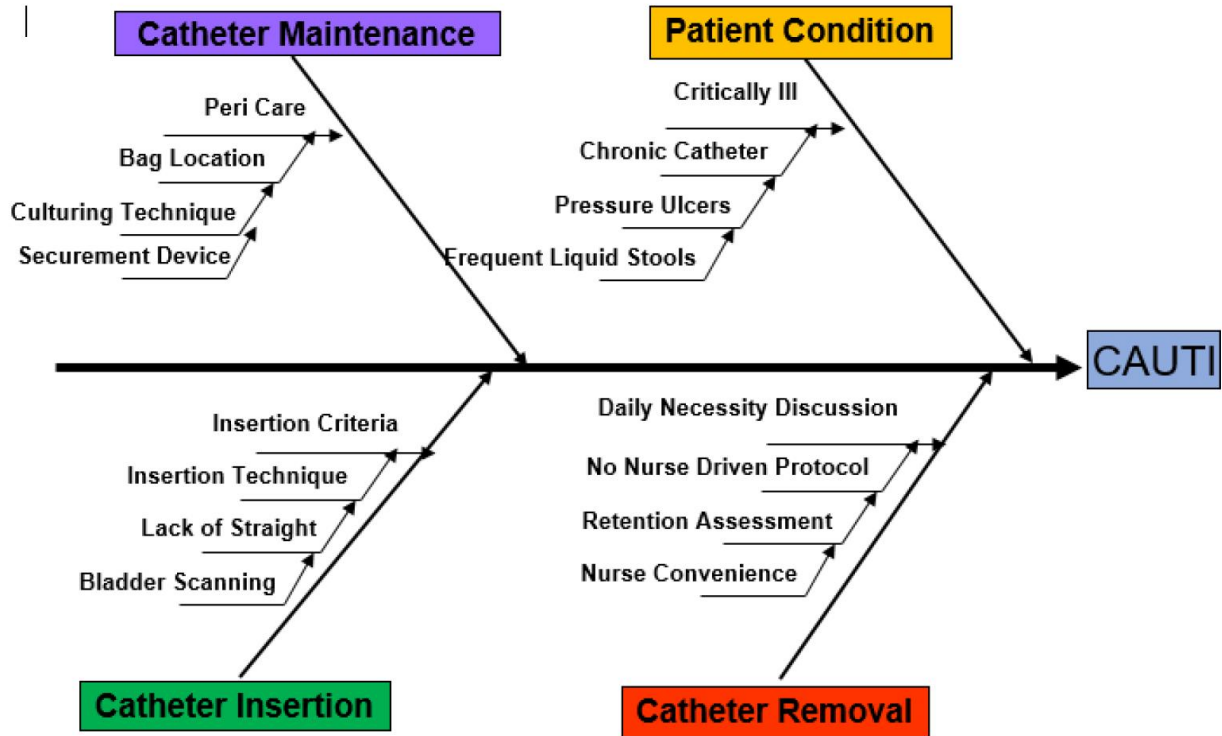 Catheter Maintenance
Patient Condition
Peri Care
Bag Location
Culturing Technique
Securement Device
Critically Ill
Chronic Catheter
Pressure Ulcers
Frequent Liquid Stools
CAUTI
Insertion Criteria
Insertion Technique
Lack of Straight
Bladder Scanning
Daily Necessity Discussion
No Nurse Driven Protocol
Retention Assessment
Nurse Convenience
Catheter Insertion
Catheter Removal